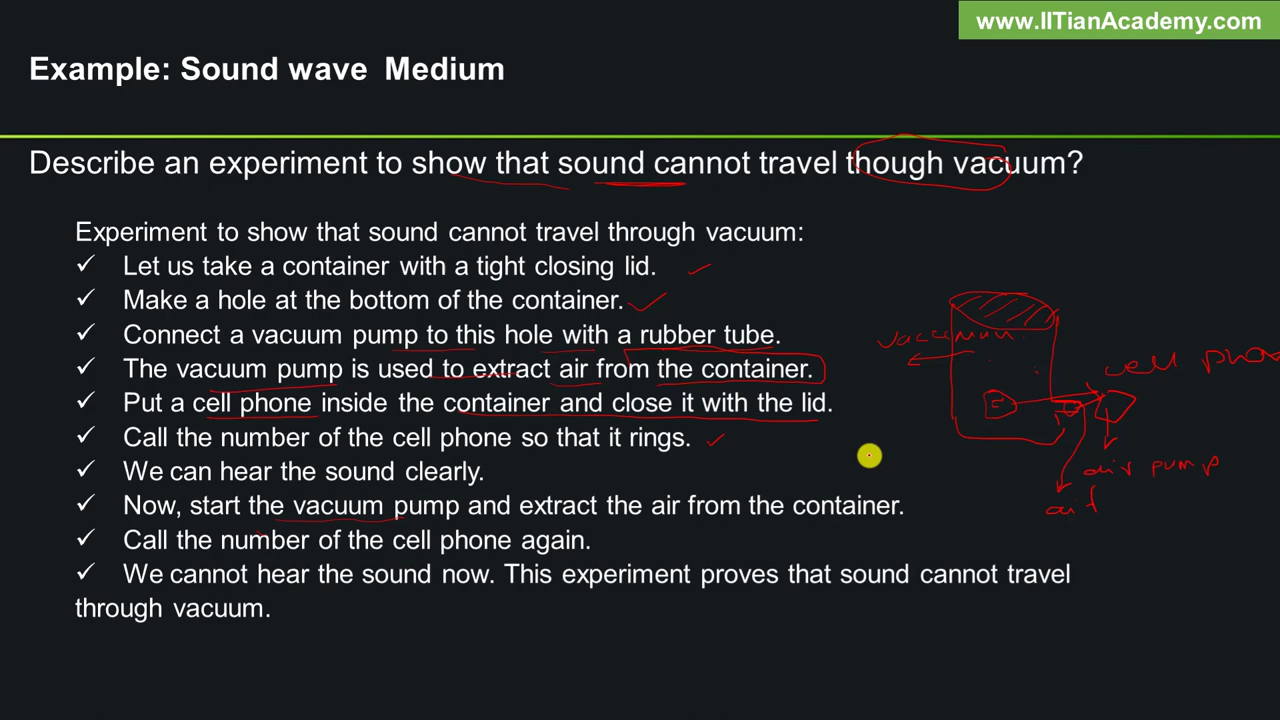 www.IITianAcademy.com
Example: Sound wave Medium
Describe an experiment to show that sound cannot travel though vacuum?
Experiment to show that sound cannot travel through vacuum:
✓ Let us take a container with a tight closing lid.
✓ Make a hole at the bottom of the container.
✓ Connect a vacuum pump to this hole with a rubber tube.
✓ The vacuum pump is used to extract air from the container.
✓ Put a cell phone inside the container and close it with the lid.
✓ Call the number of the cell phone so that it rings.
✓ We can hear the sound clearly.
✓ Now, start the vacuum pump and extract the air from the container.
✓ Call the number of the cell phone again.
✓ We cannot hear the sound now. This experiment proves that sound cannot travel
through vacuum.
cell
air pump